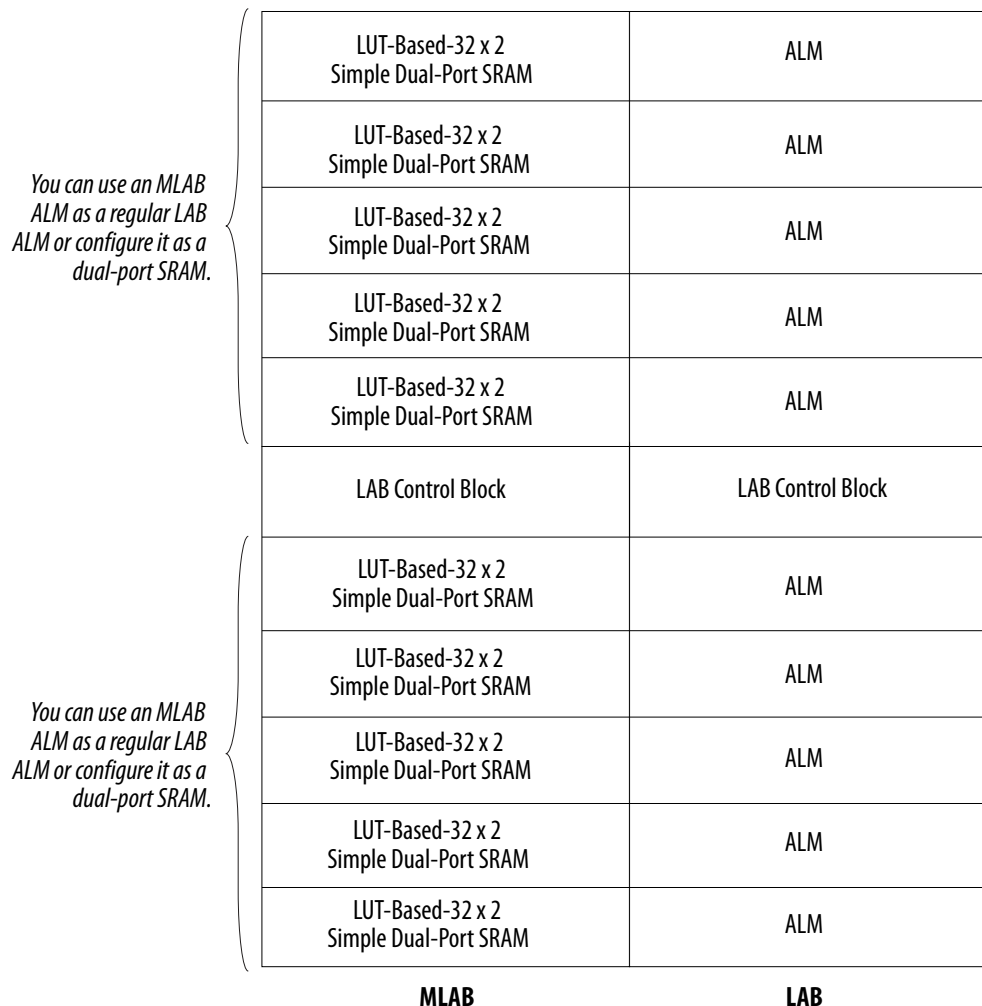 LUT-Based-32 x 2
Simple Dual-Port SRAM
ALM
LUT-Based-32 x 2
Simple Dual-Port SRAM
ALM
You can use an MLAB
ALM as a regular LAB
ALM or configure it as a
dual-port SRAM.
LUT-Based-32 x 2
Simple Dual-Port SRAM
ALM
LUT-Based-32 x 2
Simple Dual-Port SRAM
ALM
LUT-Based-32 x 2
Simple Dual-Port SRAM
ALM
LAB Control Block
LAB Control Block
LUT-Based-32 x 2
Simple Dual-Port SRAM
ALM
LUT-Based-32 x 2
Simple Dual-Port SRAM
ALM
You can use an MLAB
ALM as a regular LAB
ALM or configure it as a
dual-port SRAM.
LUT-Based-32 x 2
Simple Dual-Port SRAM
ALM
LUT-Based-32 x 2
Simple Dual-Port SRAM
ALM
LUT-Based-32 x 2
Simple Dual-Port SRAM
ALM
MLAB
LAB